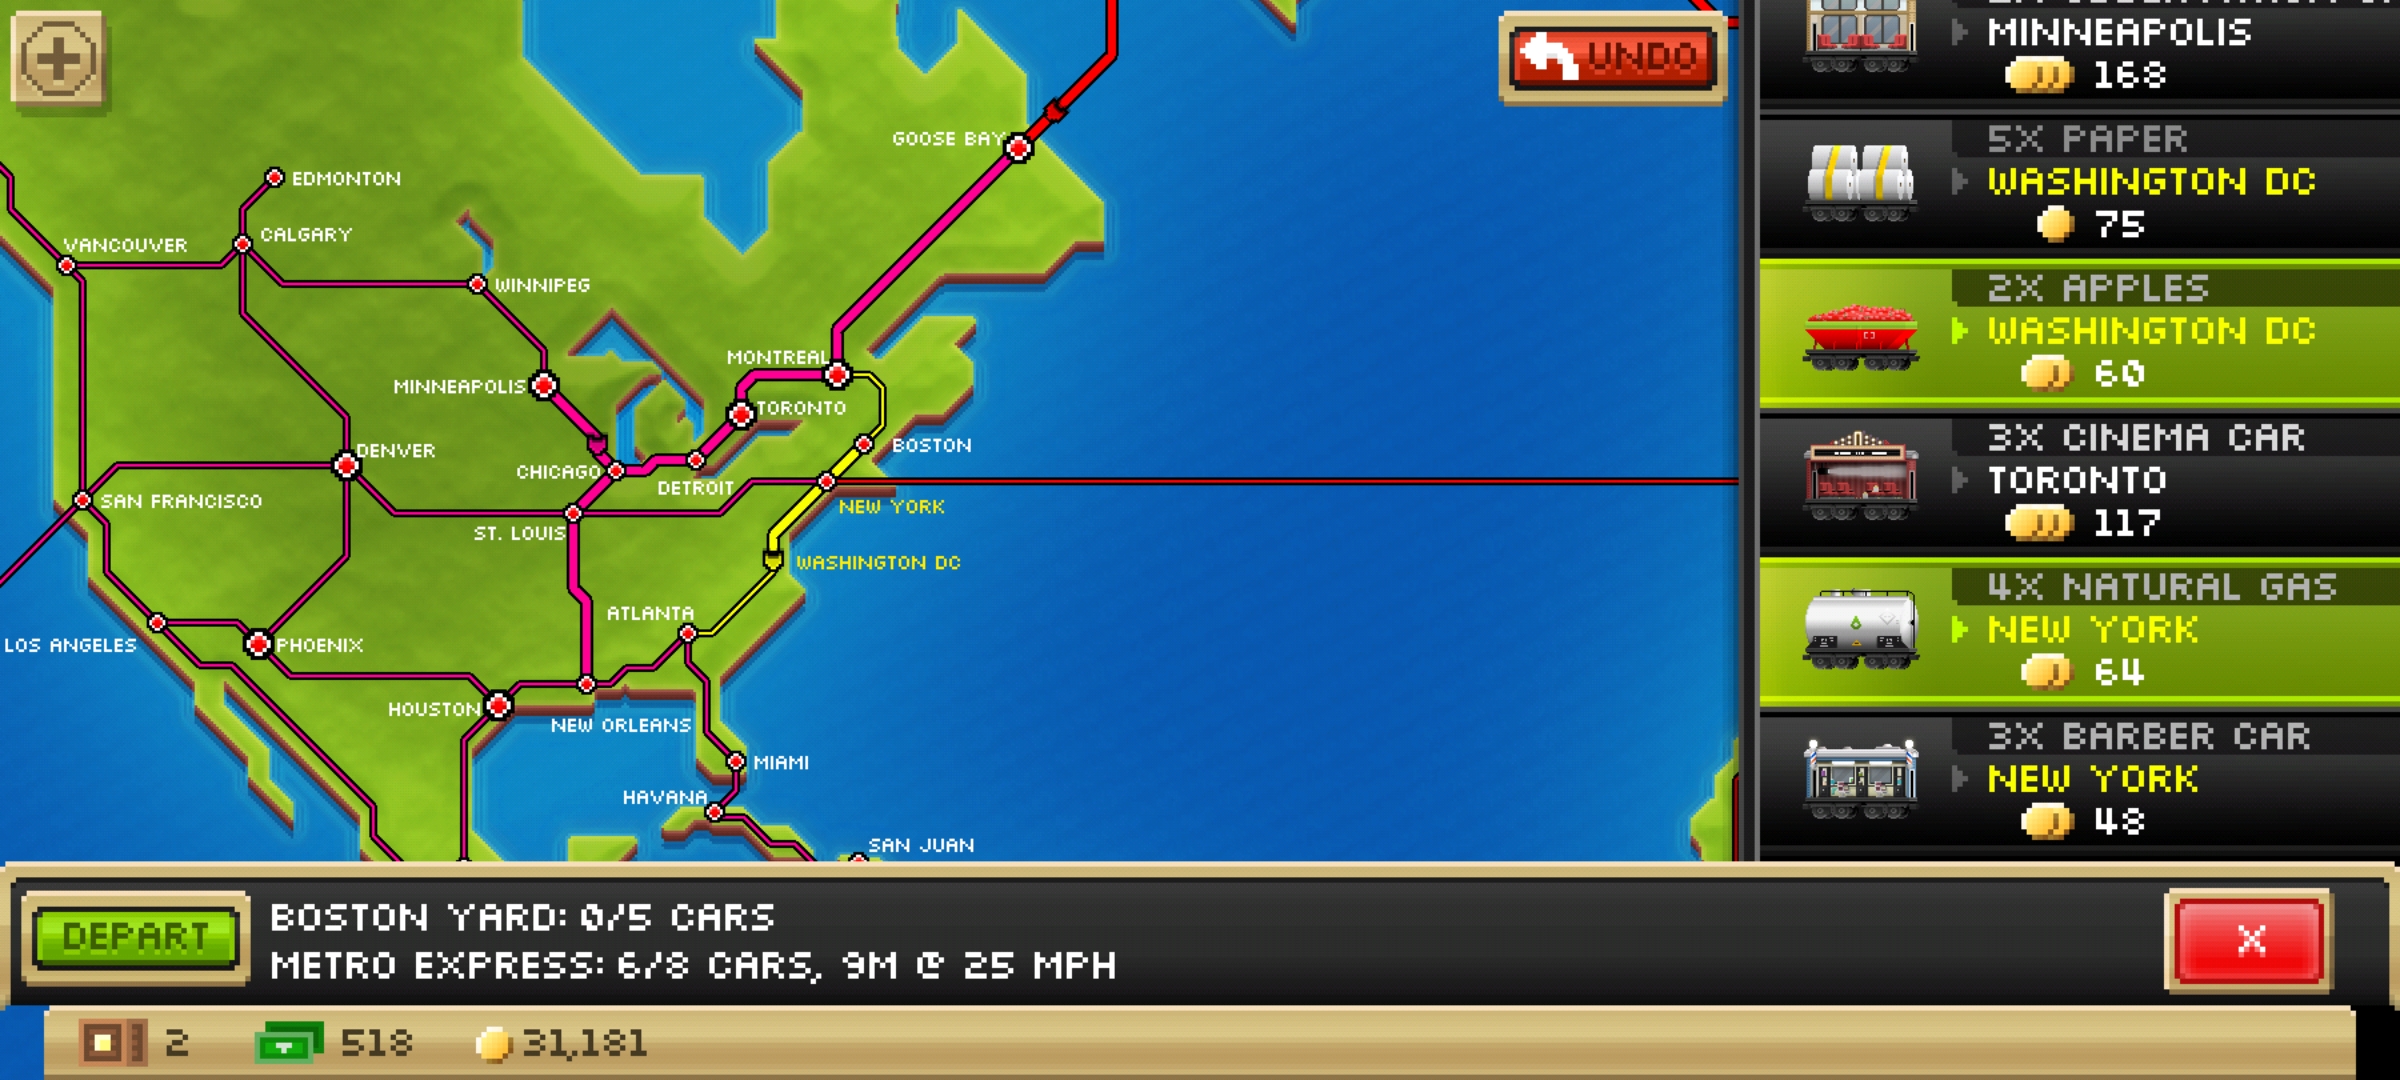 UNDO
MINNEAPOLIS
168
5X PAPER
WASHINGTON DC
75
2X APPLES
WASHINGTON DC
60
3X CINEMA CAR
TORONTO
117
4X NATURAL GAS
NEW YORK
64
3X BARBER CAR
NEW YORK
48
GOOSE BAY
EDMONTON
CALGARY
VANCOUVER
WINNIPEG
MONTREAL
MINNEAPOLIS
TORONTO
BOSTON
DENVER
CHICAGO
DETROIT
SAN FRANCISCO
NEW YORK
ST. LOUIS
WASHINGTON DC
ATLANTA
LOS ANGELES
PHOENIX
HOUSTON
NEW ORLEANS
MIAMI
HAVANA
SAN JUAN
DEPART
BOSTON YARD: 0/5 CARS
METRO EXPRESS: 6/8 CARS, 9M @ 25 MPH
X
2
518
31,181